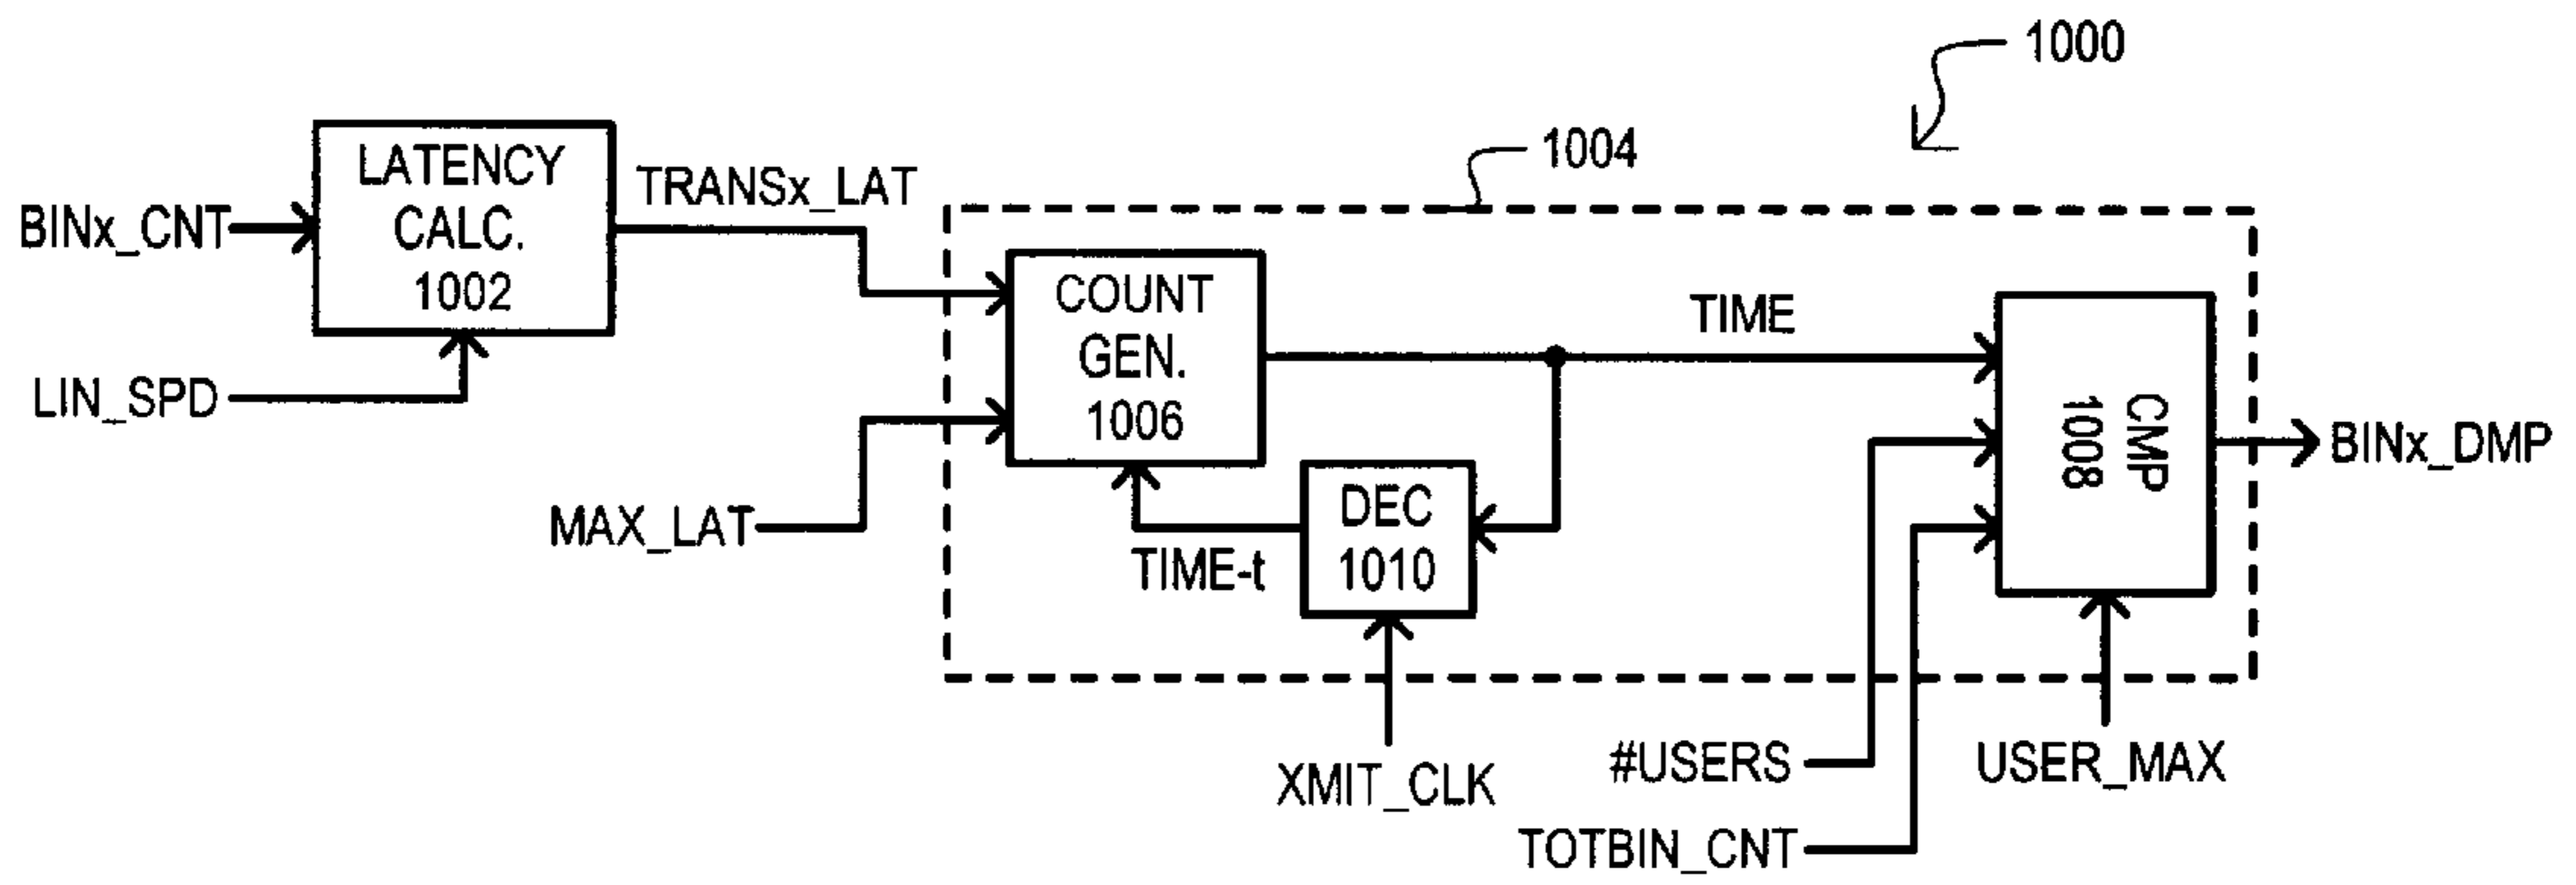 1000
1004
LATENCY
CALC.
1002
TRANSx_LAT
BINx_CNT
LIN_SPD
COUNT
GEN.
1006
TIME
CMP
1008
BINx_DMP
MAX_LAT
DEC
1010
TIME-t
XMIT_CLK
#USERS
USER_MAX
TOTBIN_CNT